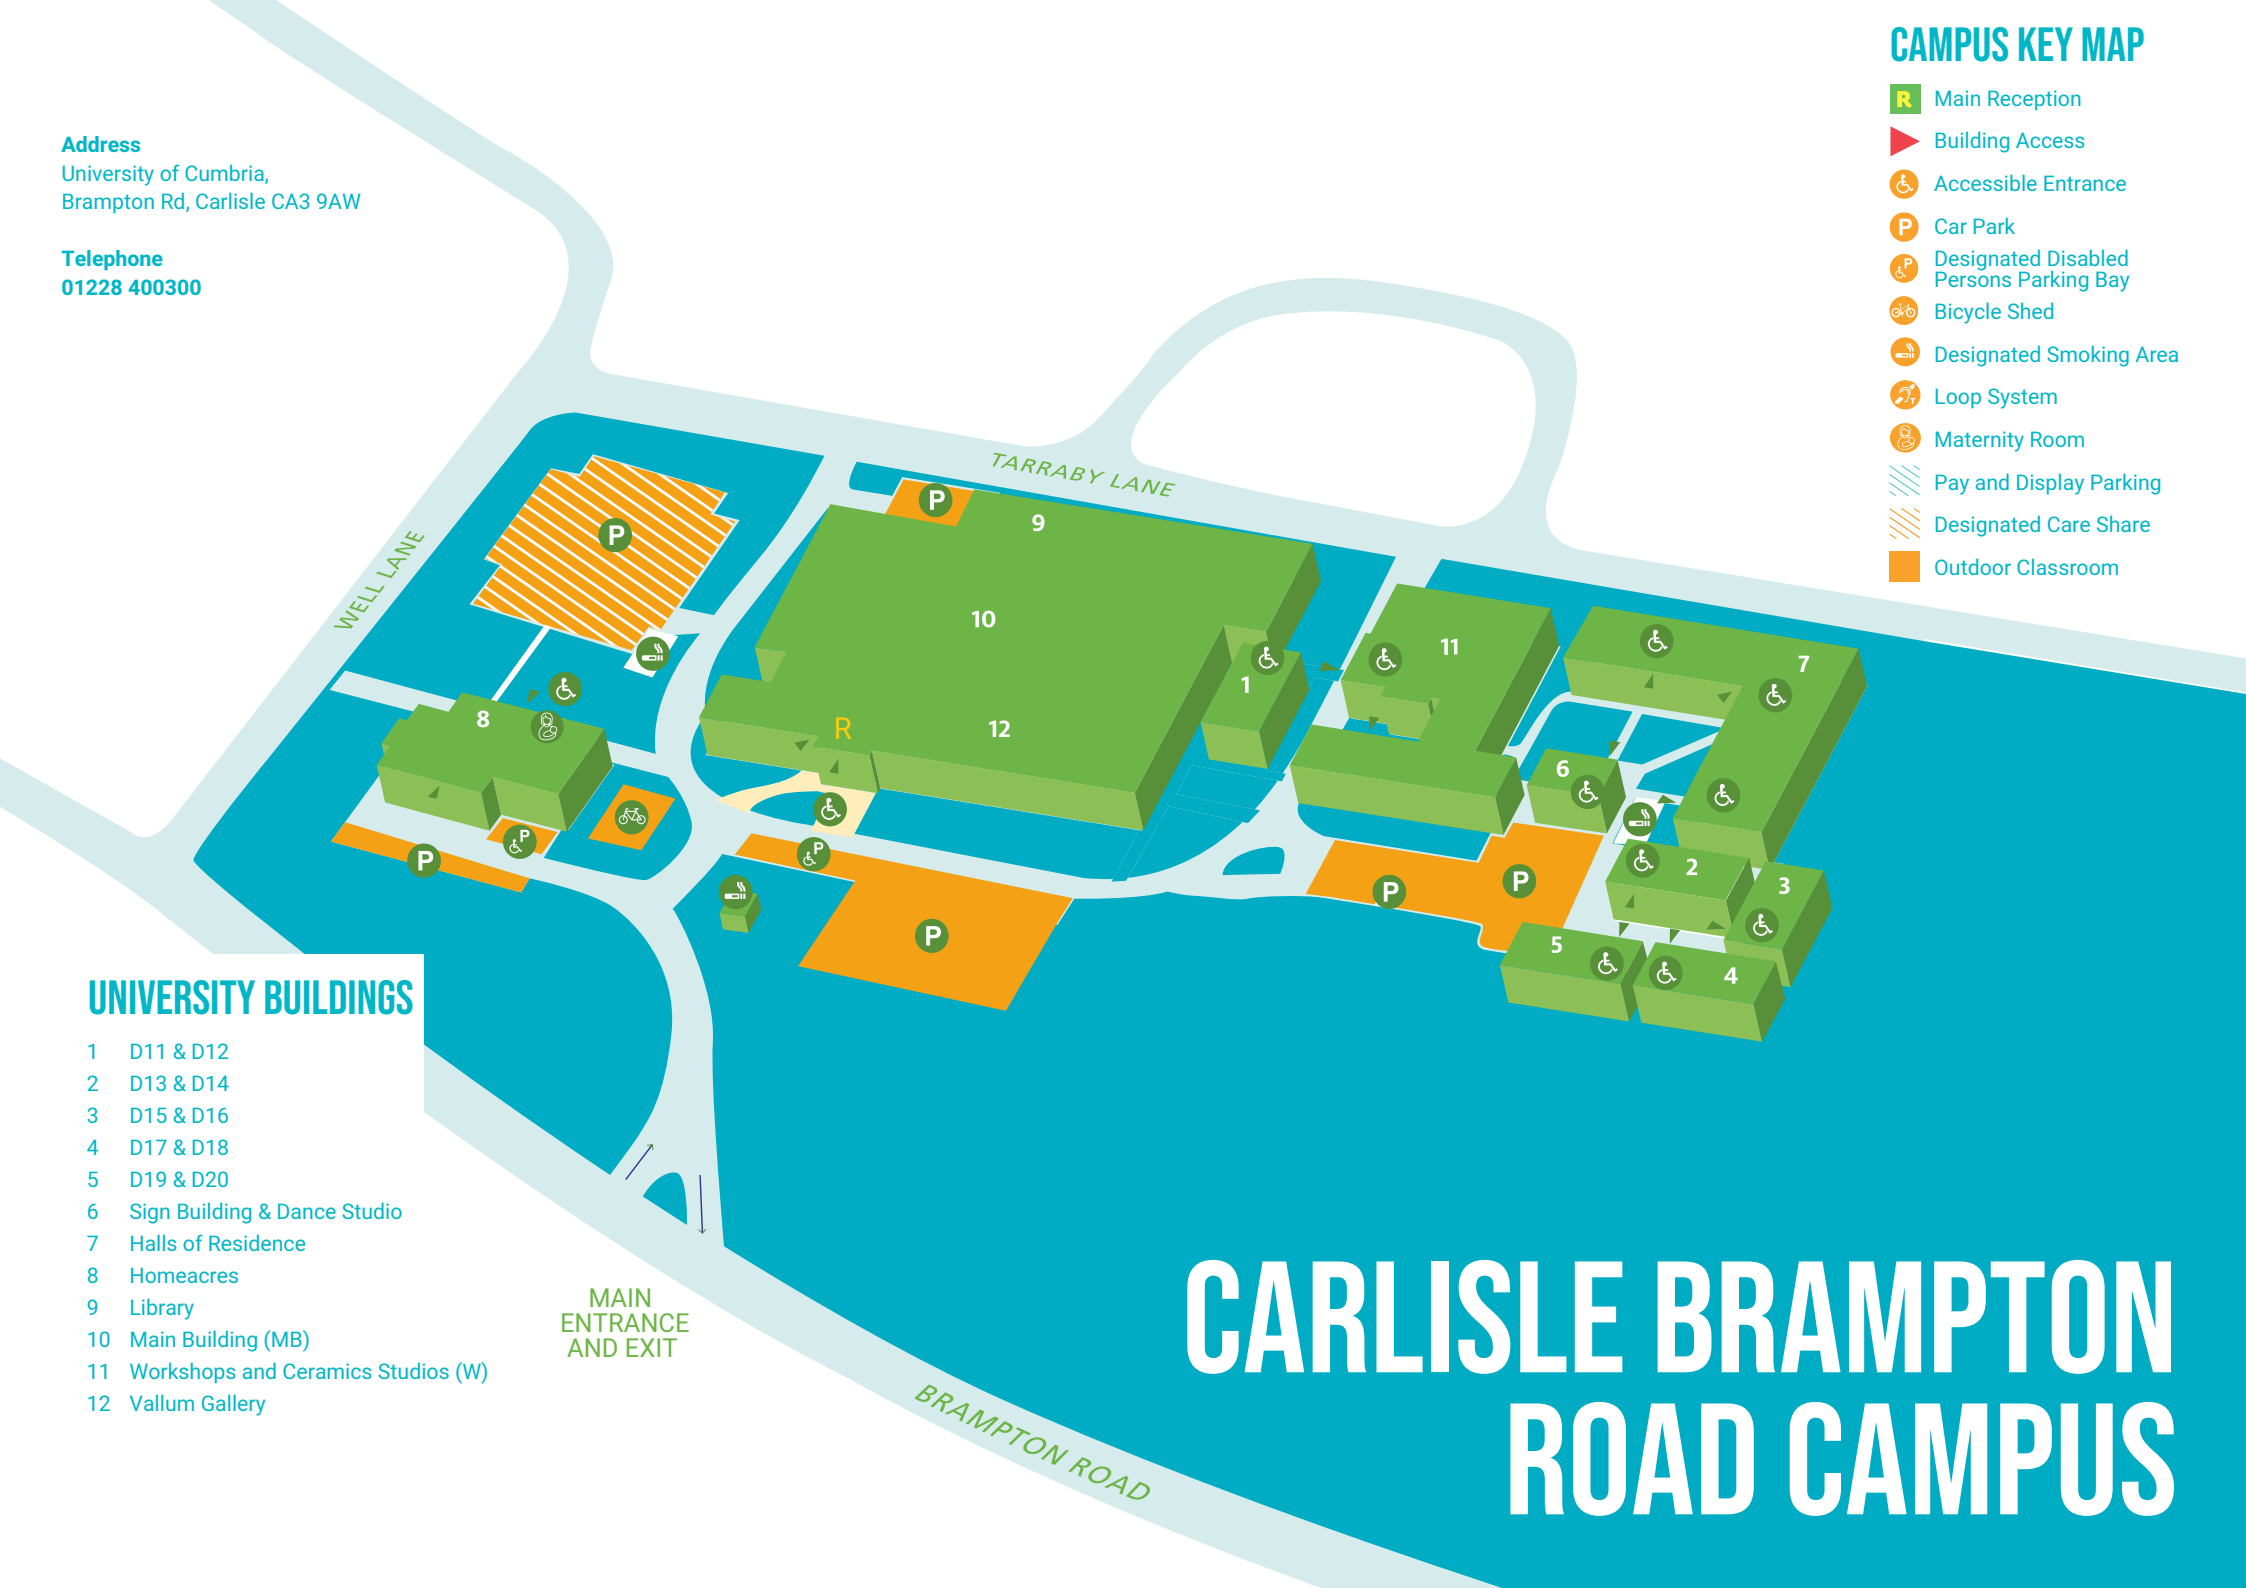 CAMPUS KEY MAP
R Main Reception
Building Access
Accessible Entrance
P Car Park
P Designated Disabled
Persons Parking Bay
Bicycle Shed
Designated Smoking Area
T Loop System
Maternity Room
Pay and Display Parking
Designated Care Share
Outdoor Classroom
Address
University of Cumbria,
Brampton Rd, Carlisle CA3 9AW
Telephone
01228 400300
TARRABY LANE
WELL LANE
P
P
9
10
11
7
1
8
R
12
6
P
P
P
P
P
P
2
3
P
5
4
UNIVERSITY BUILDINGS
1 D11 & D12
2 D13 & D14
3 D15 & D16
4 D17 & D18
5 D19 & D20
6 Sign Building & Dance Studio
7 Halls of Residence
8 Homeacres
9 Library
10 Main Building (MB)
11 Workshops and Ceramics Studios (W)
12 Vallum Gallery
MAIN
ENTRANCE
AND EXIT
BRAMPTON ROAD
CARLISLE BRAMPTON
ROAD CAMPUS